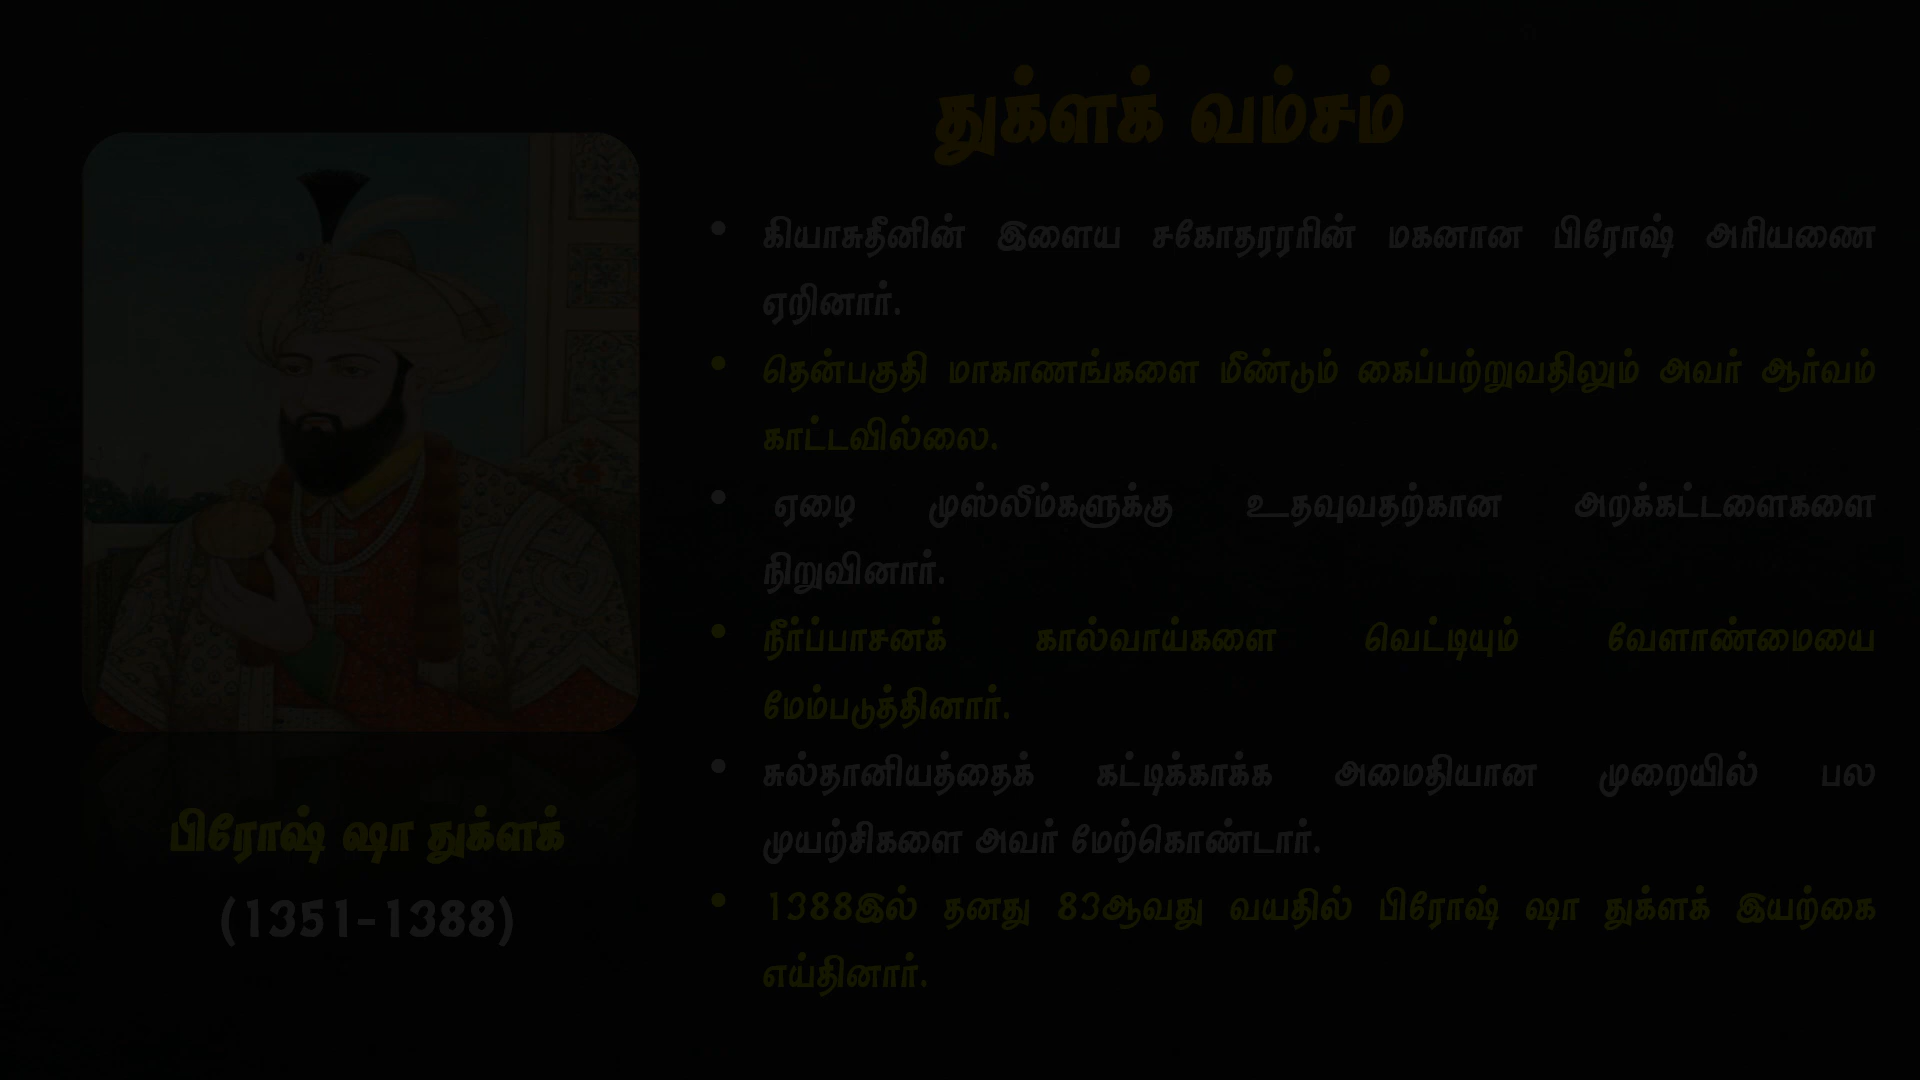 துக்ளக் வம்சம்
• கியாசுதீனின் இளைய சகோதரரரின் மகனான பிரோஷ் அரியணை
ஏறினார்.
• தென்பகுதி மாகாணங்களை மீண்டும் கைப்பற்றுவதிலும் அவர் ஆர்வம்
காட்டவில்லை.
• ஏழை முஸ்லீம்களுக்கு உதவுவதற்கான அறக்கட்டளைகளை
நிறுவினார்.
• நீர்ப்பாசனக் கால்வாய்களை வெட்டியும் வேளாண்மையை
மேம்படுத்தினார்.
• சுல்தானியத்தைக் கட்டிக்காக்க அமைதியான முறையில் பல
முயற்சிகளை அவர் மேற்கொண்டார்.
• 1388இல் தனது 83ஆவது வயதில் பிரோஷ் ஷா துக்ளக் இயற்கை
எய்தினார்.
பிரோஷ் ஷா துக்ளக்
(1351-1388)